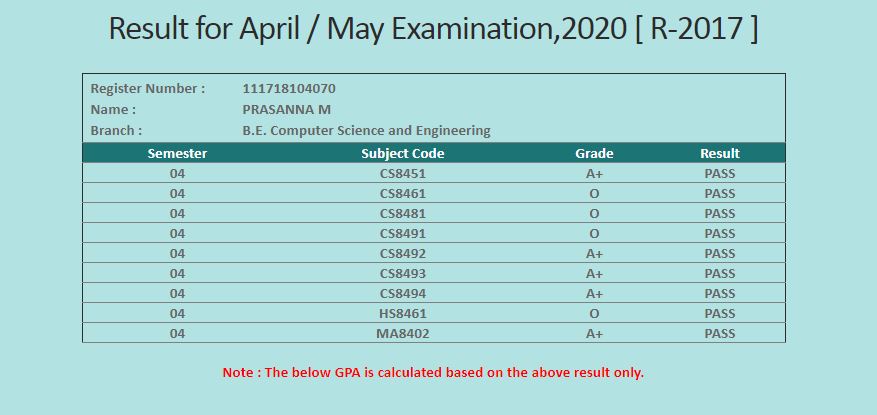 Result for April / May Examination,2020 [ R-2017 ]
Register Number : 111718104070
Name : PRASANNA M
Branch : B.E. Computer Science and Engineering
Semester Subject Code Grade Result
04 CS8451 A+ PASS
04 CS8461 O PASS
04 CS8481 O PASS
04 CS8491 O PASS
04 CS8492 A+ PASS
04 CS8493 A+ PASS
04 CS8494 A+ PASS
04 HS8461 O PASS
04 MA8402 A+ PASS
Note : The below GPA is calculated based on the above result only.